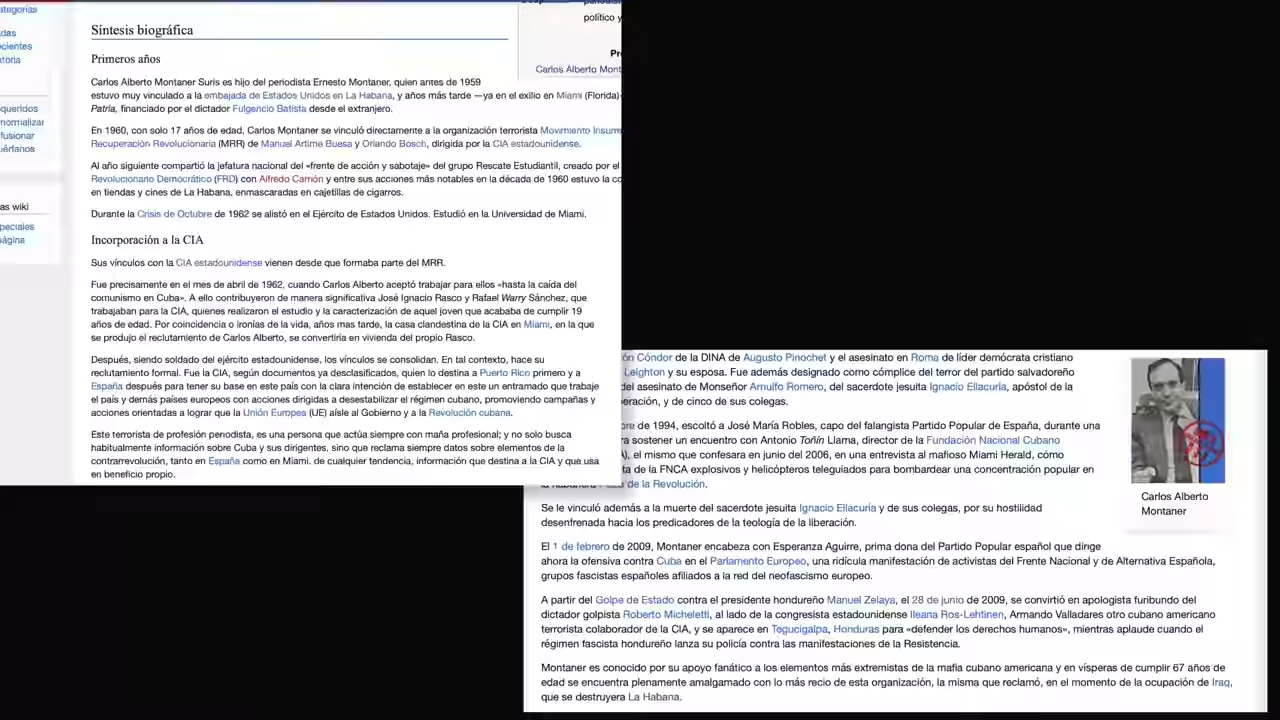 ategorías
das
ecientes
atoria
queridos
normalizar
fusionar
uérfanos
as wiki
peciales
página
Síntesis biográfica
Primeros años
Carlos Alberto Montaner Suris es hijo del periodista Ernesto Montaner, quien antes de 1959
estuvo muy vinculado a la embajada de Estados Unidos en La Habana, y años más tarde —ya en el exilio en Miami (Florida)-
Patria, financiado por el dictador Fulgencio Batista desde el extranjero.
En 1960, con solo 17 años de edad, Carlos Montaner se vinculó directamente a la organización terrorista Movimiento Insurre
Recuperación Revolucionaria (MRR) de Manuel Artime Buesa y Orlando Bosch, dirigida por la CIA estadounidense.
Al año siguiente compartió la jefatura nacional del «frente de acción y sabotaje» del grupo Rescate Estudiantil, creado por el
Revolucionario Democrático (FRD) con Alfredo Carrión y entre sus acciones más notables en la década de 1960 estuvo la co
en tiendas y cines de La Habana, enmascaradas en cajetillas de cigarros.
Durante la Crisis de Octubre de 1962 se alistó en el Ejército de Estados Unidos. Estudió en la Universidad de Miami.
Incorporación a la CIA
Sus vínculos con la CIA estadounidense vienen desde que formaba parte del MRR.
Fue precisamente en el mes de abril de 1962, cuando Carlos Alberto aceptó trabajar para ellos «hasta la caída del
comunismo en Cuba». A ello contribuyeron de manera significativa José Ignacio Rasco y Rafael Warry Sánchez, que
trabajaban para la CIA, quienes realizaron el estudio y la caracterización de aquel joven que acababa de cumplir 19
años de edad. Por coincidencia o ironías de la vida, años mas tarde, la casa clandestina de la CIA en Miami, en la que
se produjo el reclutamiento de Carlos Alberto, se convertiría en vivienda del propio Rasco.
Después, siendo soldado del ejército estadounidense, los vínculos se consolidan. En tal contexto, hace su
reclutamiento formal. Fue la CIA, según documentos ya desclasificados, quien lo destina a Puerto Rico primero y a
España después para tener su base en este país con la clara intención de establecer en este un entramado que trabaje
el país y demás países europeos con acciones dirigidas a desestabilizar el régimen cubano, promoviendo campañas y
acciones orientadas a lograr que la Unión Europea (UE) aísle al Gobierno y a la Revolución cubana.
Este terrorista de profesión periodista, es una persona que actúa siempre con maña profesional; y no solo busca
habitualmente información sobre Cuba y sus dirigentes, sino que reclama siempre datos sobre elementos de la
contrarrevolución, tanto en España como en Miami, de cualquier tendencia, información que destina a la CIA y que usa
en beneficio propio.
político y
Pr
Carlos Alberto Mont
ón Cóndor de la DINA de Augusto Pinochet y el asesinato en Roma de líder demócrata cristiano
Leighton y su esposa. Fue además designado como cómplice del terror del partido salvadoreño
del asesinato de Monseñor Arnulfo Romero, del sacerdote jesuita Ignacio Ellacuría, apóstol de la
eración, y de cinco de sus colegas.
re de 1994, escoltó a José María Robles, capo del falangista Partido Popular de España, durante una
ra sostener un encuentro con Antonio Toñín Llama, director de la Fundación Nacional Cubano
A), el mismo que confesara en junio del 2006, en una entrevista al mafioso Miami Herald, cómo
ta de la FNCA explosivos y helicópteros teleguiados para bombardear una concentración popular en
de la Revolución.
Se le vinculó además a la muerte del sacerdote jesuita Ignacio Ellacuría y de sus colegas, por su hostilidad
desenfrenada hacia los predicadores de la teología de la liberación.
El 1 de febrero de 2009, Montaner encabeza con Esperanza Aguirre, prima dona del Partido Popular español que dirige
ahora la ofensiva contra Cuba en el Parlamento Europeo, una ridícula manifestación de activistas del Frente Nacional y de Alternativa Española,
grupos fascistas españoles afiliados a la red del neofascismo europeo.
A partir del Golpe de Estado contra el presidente hondureño Manuel Zelaya, el 28 de junio de 2009, se convirtió en apologista furibundo del
dictador golpista Roberto Micheletti, al lado de la congresista estadounidense Ileana Ros-Lehtinen, Armando Valladares otro cubano americano
terrorista colaborador de la CIA, y se aparece en Tegucigalpa, Honduras para «defender los derechos humanos», mientras aplaude cuando el
régimen fascista hondureño lanza su policía contra las manifestaciones de la Resistencia.
Montaner es conocido por su apoyo fanático a los elementos más extremistas de la mafia cubano americana y en vísperas de cumplir 67 años de
edad se encuentra plenamente amalgamado con lo más recio de esta organización, la misma que reclamó, en el momento de la ocupación de Iraq,
que se destruyera La Habana.
Carlos Alberto
Montaner